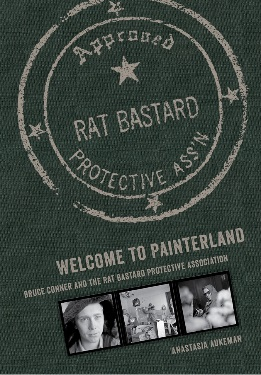 Approved
RAT BASTARD
PROTECTIVE ASS'N
WELCOME TO PAINTERLAND
BRUCE CONNER AND THE RAT BASTARD PROTECTIVE ASSOCIATION
ANASTASIA AUKEMAN